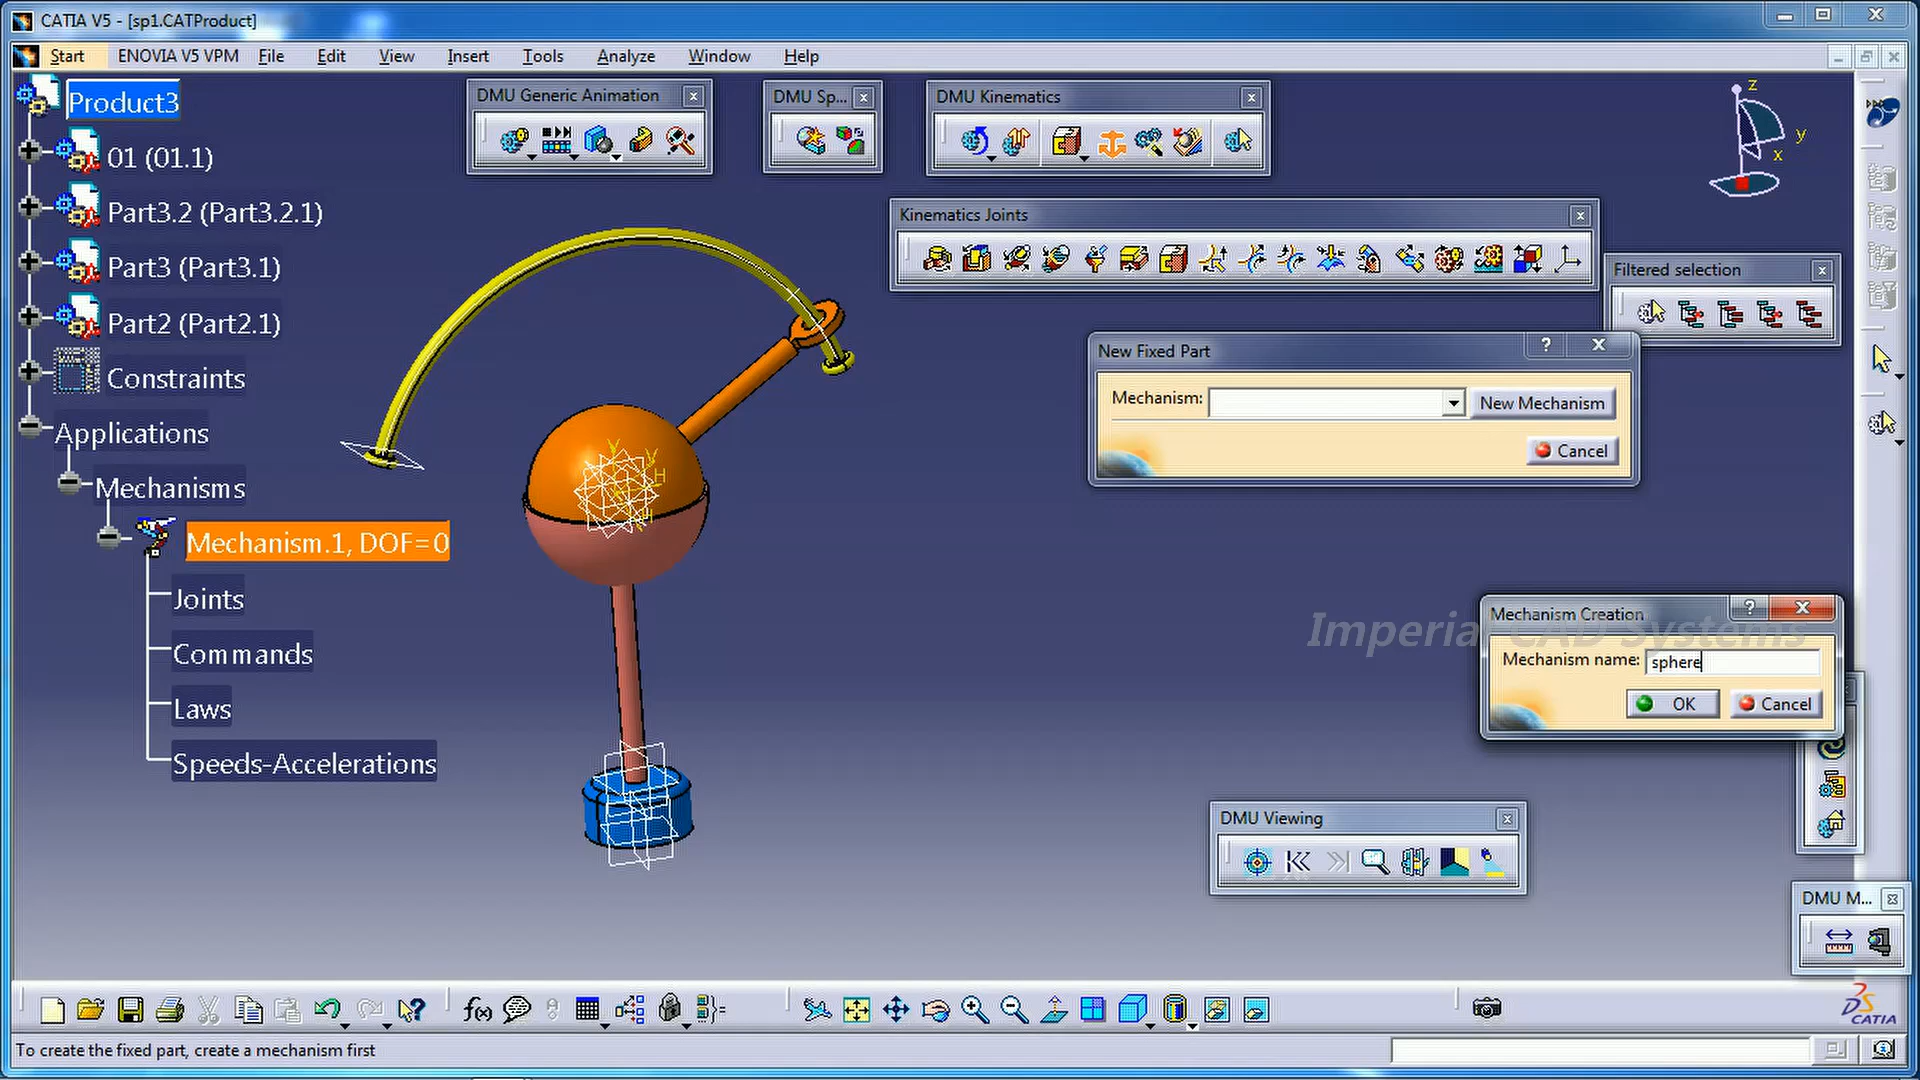 CATIA V5 - [sp1.CATProduct]
Start ENOVIA V5 VPM File Edit View Insert Tools Analyze Window Help
Product3
01 (01.1)
Part3.2 (Part3.2.1)
Part3 (Part3.1)
Part2 (Part2.1)
Constraints
Applications
Mechanisms
Mechanism.1, DOF=0
Joints
Commands
Laws
Speeds-Accelerations
DMU Generic Animation
DMU Sp...
DMU Kinematics
Kinematics Joints
Filtered selection
z
y
x
New Fixed Part
Mechanism:
New Mechanism
Cancel
Imperial CAD Systems
Mechanism Creation
Mechanism name: sphere
OK Cancel
V
V
H
H
DMU Viewing
DMU M...
f(x)
DS
CATIA
To create the fixed part, create a mechanism first